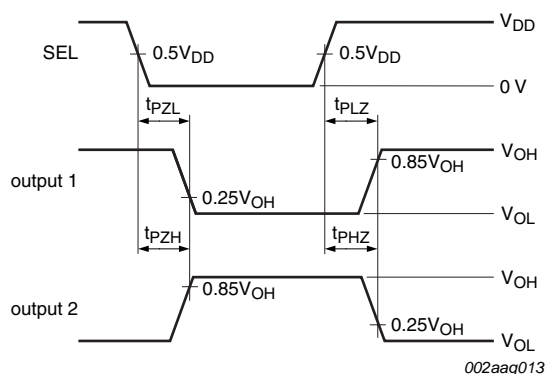 V_DD
SEL
0.5V_DD
0.5V_DD
0 V
t_PZL
t_PLZ
V_OH
0.85V_OH
output 1
0.25V_OH
V_OL
t_PZH
t_PHZ
V_OH
0.85V_OH
output 2
0.25V_OH
V_OL
002aag013